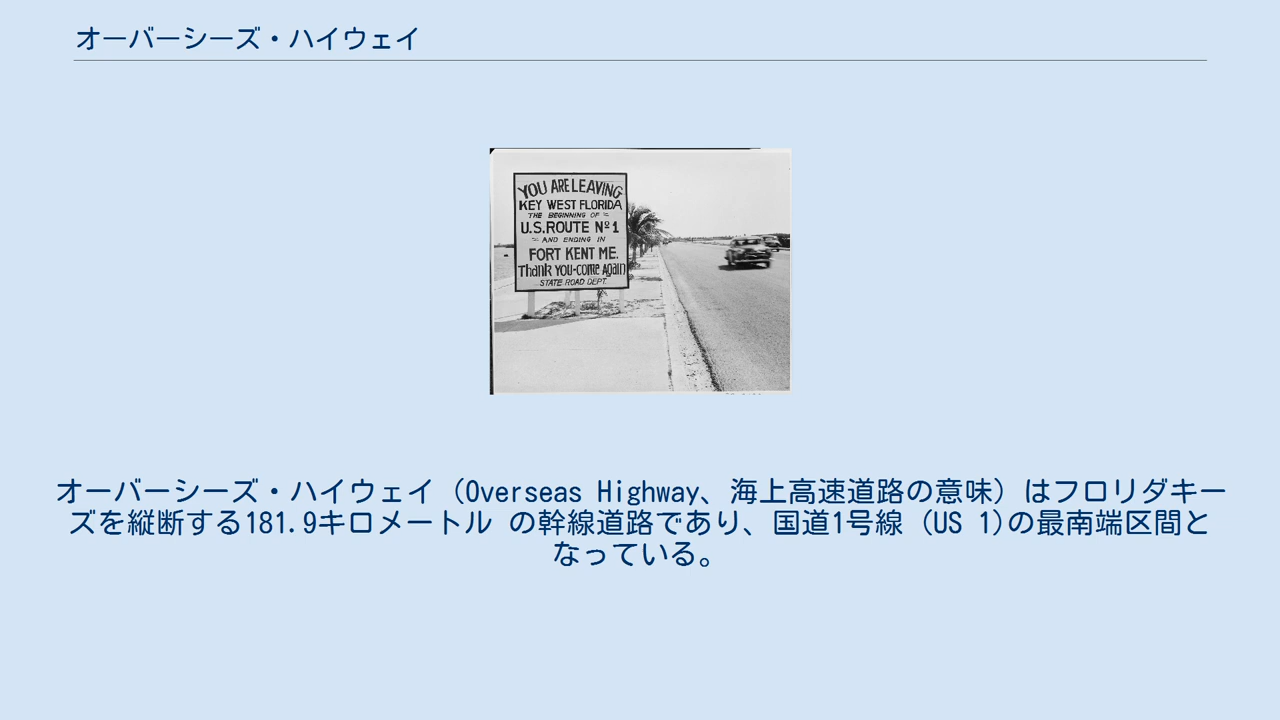 オーバーシーズ・ハイウェイ
YOU ARE LEAVING
KEY WEST FLORIDA
THE BEGINNING OF
U.S. ROUTE Nº 1
AND ENDING IN
FORT KENT ME.
Thank You-come Again
STATE ROAD DEPT.
オーバーシーズ・ハイウェイ（Overseas Highway、海上高速道路の意味）はフロリダキー
ズを縦断する181.9キロメートル の幹線道路であり、国道1号線 (US 1)の最南端区間と
なっている。